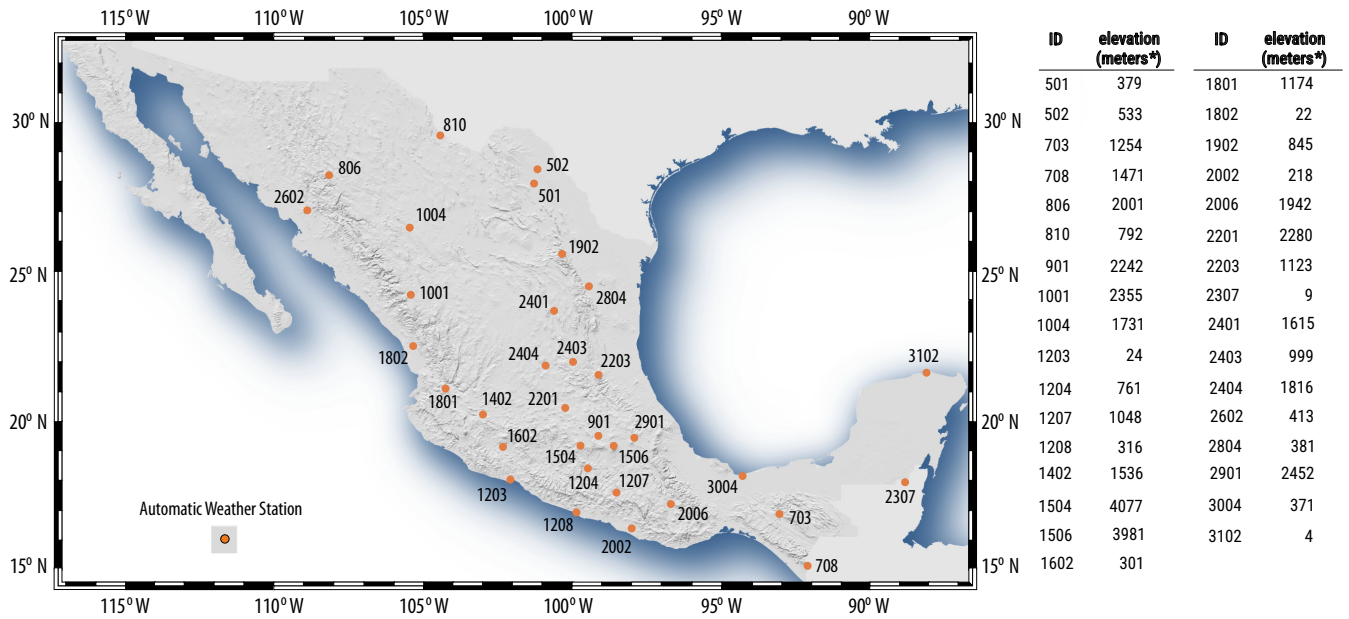 115° W 110° W 105° W 100° W 95° W 90° W
30° N 30° N
25° N 25° N
20° N 20° N
15° N 15° N
810
806
502
501
2602
1004
1902
1001
2401
2804
1802
2404
2403
2203
3102
1801
1402
2201
1602
901
2901
1504
1506
1204
1207
1203
3004
2307
1208
2006
703
2002
708
Automatic Weather Station
115° W 110° W 105° W 100° W 95° W 90° W
ID elevation (meters*) ID elevation (meters*)
501 379 1801 1174
502 533 1802 22
703 1254 1902 845
708 1471 2002 218
806 2001 2006 1942
810 792 2201 2280
901 2242 2203 1123
1001 2355 2307 9
1004 1731 2401 1615
1203 24 2403 999
1204 761 2404 1816
1207 1048 2602 413
1208 316 2804 381
1402 1536 2901 2452
1504 4077 3004 371
1506 3981 3102 4
1602 301